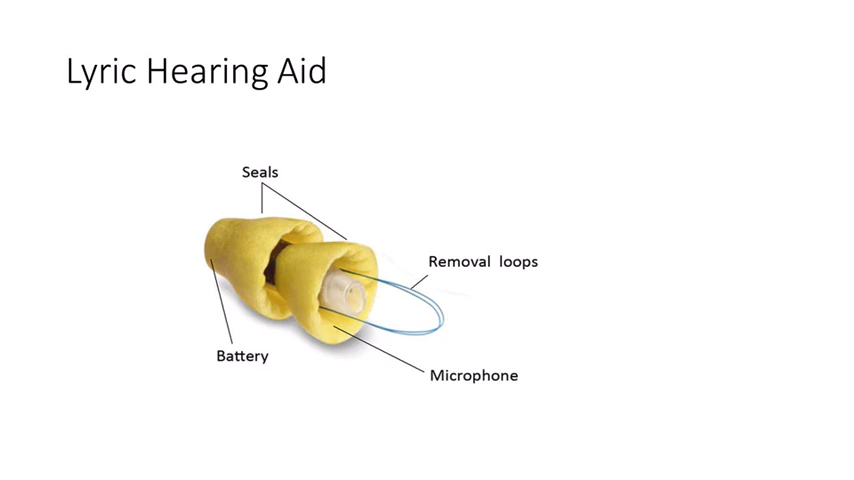 Lyric Hearing Aid
Seals
Removal loops
Battery
Microphone